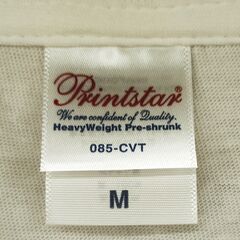 Printstar®
We are confident of Quality.
HeavyWeight Pre-shrunk
085-CVT
M